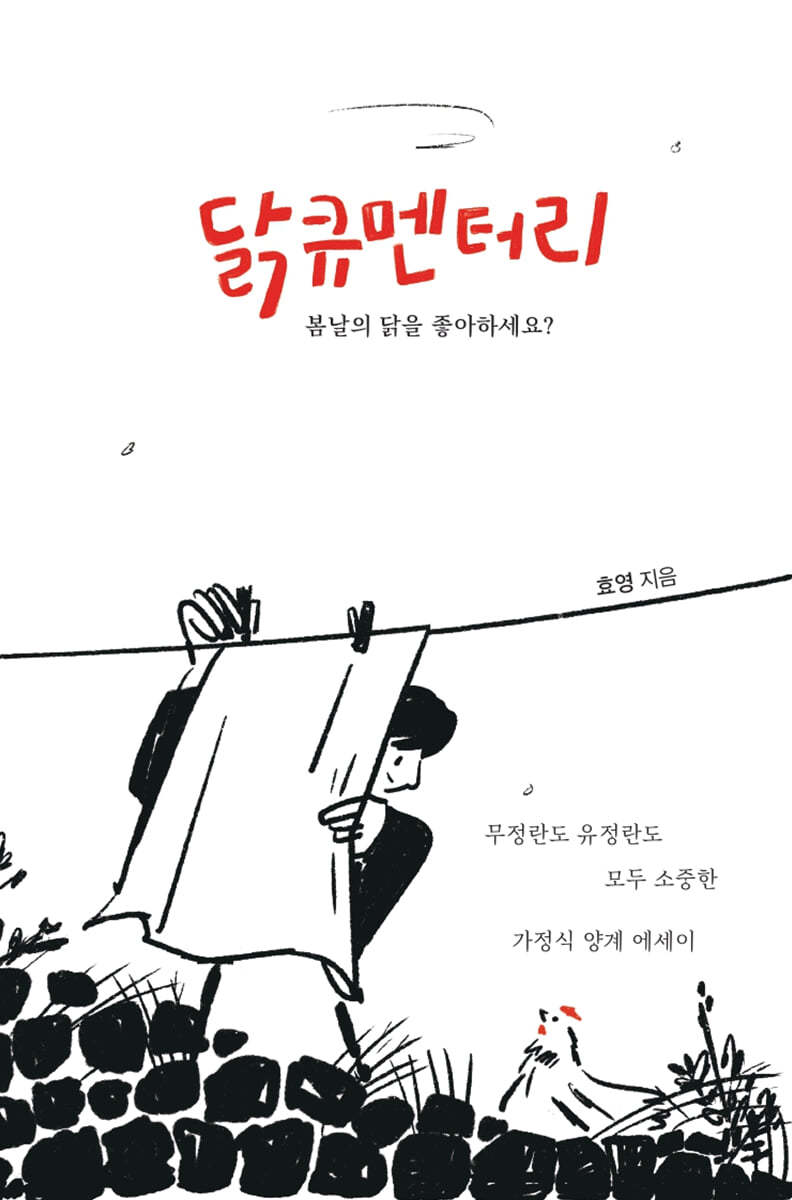 닭큐멘터리
봄날의 닭을 좋아하세요?
효영 지음
무정란도 유정란도
모두 소중한
가정식 양계 에세이